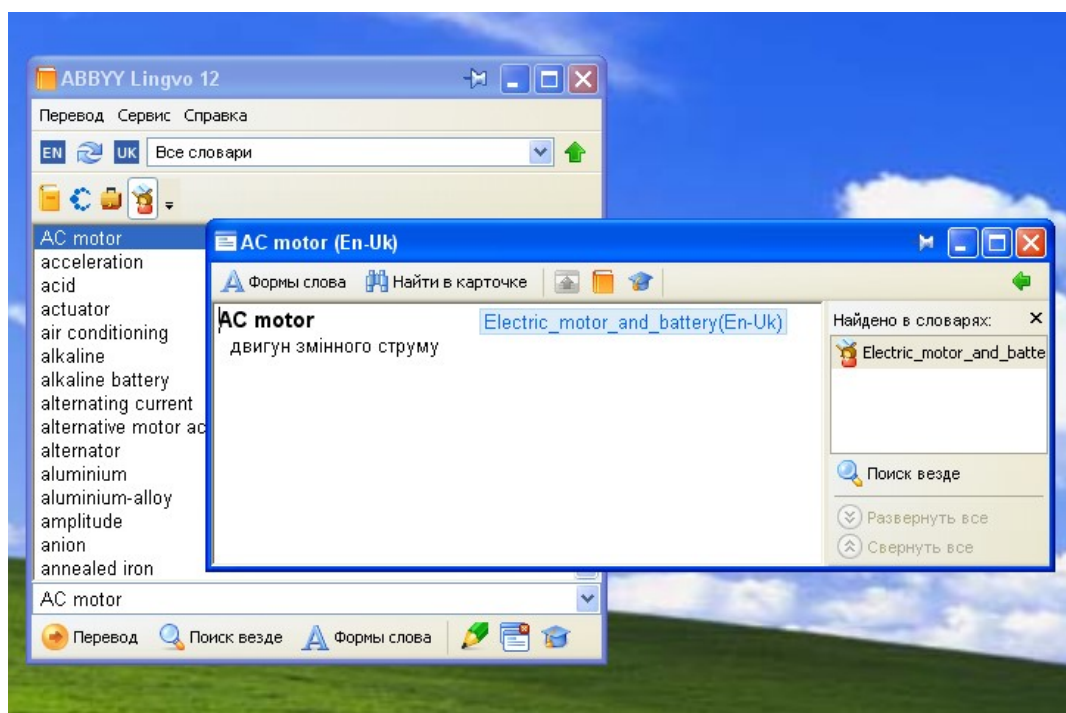 ABBYY Lingvo 12
Перевод Сервис Справка
EN UK Все словари
AC motor
acceleration
acid
actuator
air conditioning
alkaline
alkaline battery
alternating current
alternative motor ac
alternator
aluminium
aluminium-alloy
amplitude
anion
annealed iron
AC motor
Перевод Поиск везде Формы слова
AC motor (En-Uk)
Формы слова Найти в карточке
AC motor Electric_motor_and_battery(En-Uk)
двигун змінного струму
Найдено в словарях:
Electric_motor_and_batte
Поиск везде
Развернуть все
Свернуть все